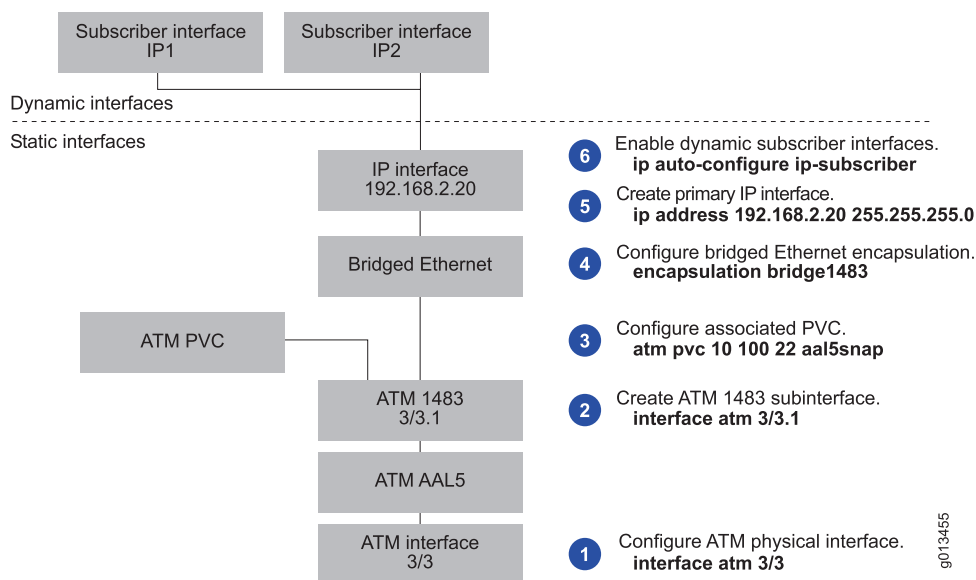 Subscriber interface
IP1
Subscriber interface
IP2
Dynamic interfaces
Static interfaces
IP interface
192.168.2.20
Bridged Ethernet
ATM PVC
ATM 1483
3/3.1
ATM AAL5
ATM interface
3/3
6
Enable dynamic subscriber interfaces.
ip auto-configure ip-subscriber
5
Create primary IP interface.
ip address 192.168.2.20 255.255.255.0
4
Configure bridged Ethernet encapsulation.
encapsulation bridge1483
3
Configure associated PVC.
atm pvc 10 100 22 aal5snap
2
Create ATM 1483 subinterface.
interface atm 3/3.1
1
Configure ATM physical interface.
interface atm 3/3
g013455